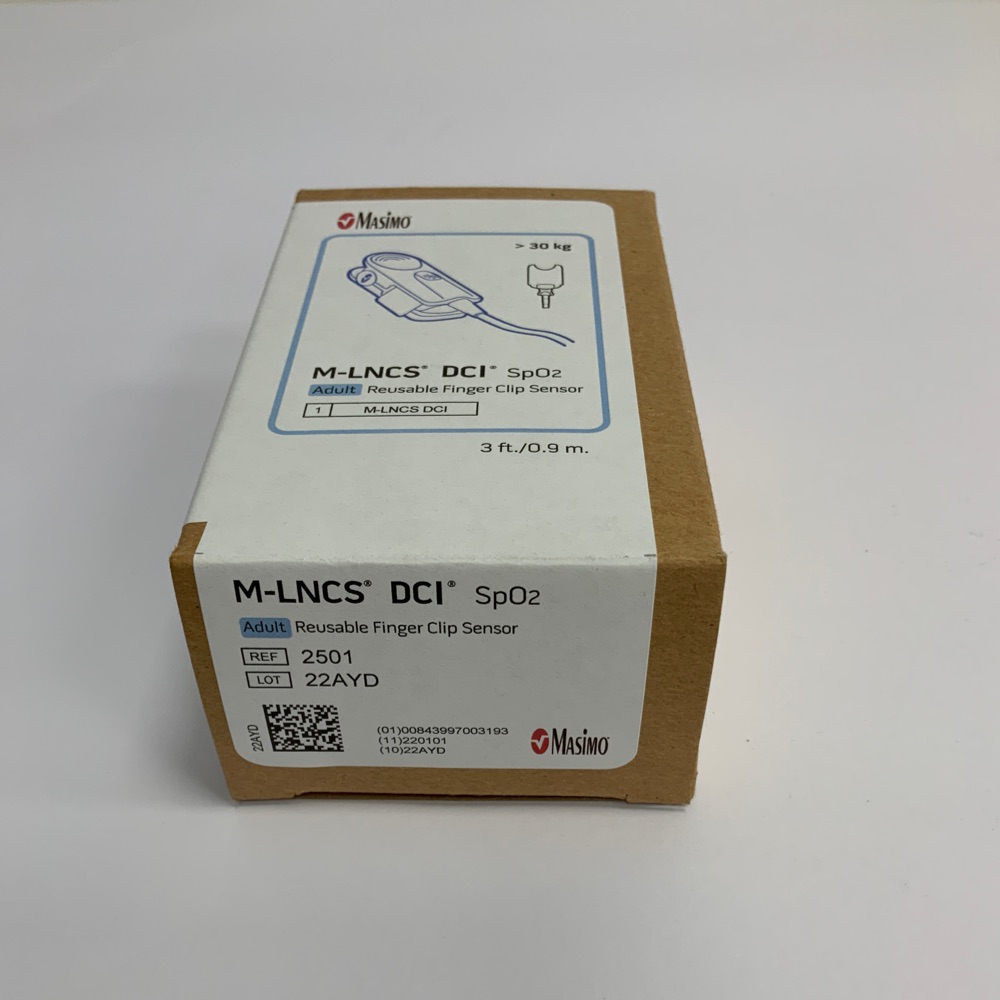 MASIMO
> 30 kg
M-LNCS® DCI® SpO2
Adult Reusable Finger Clip Sensor
1 M-LNCS DCI
3 ft./0.9 m.
M-LNCS® DCI® SpO2
Adult Reusable Finger Clip Sensor
REF 2501
LOT 22AYD
22AYD
(01)00843997003193
(11)220101
(10)22AYD
MASIMO